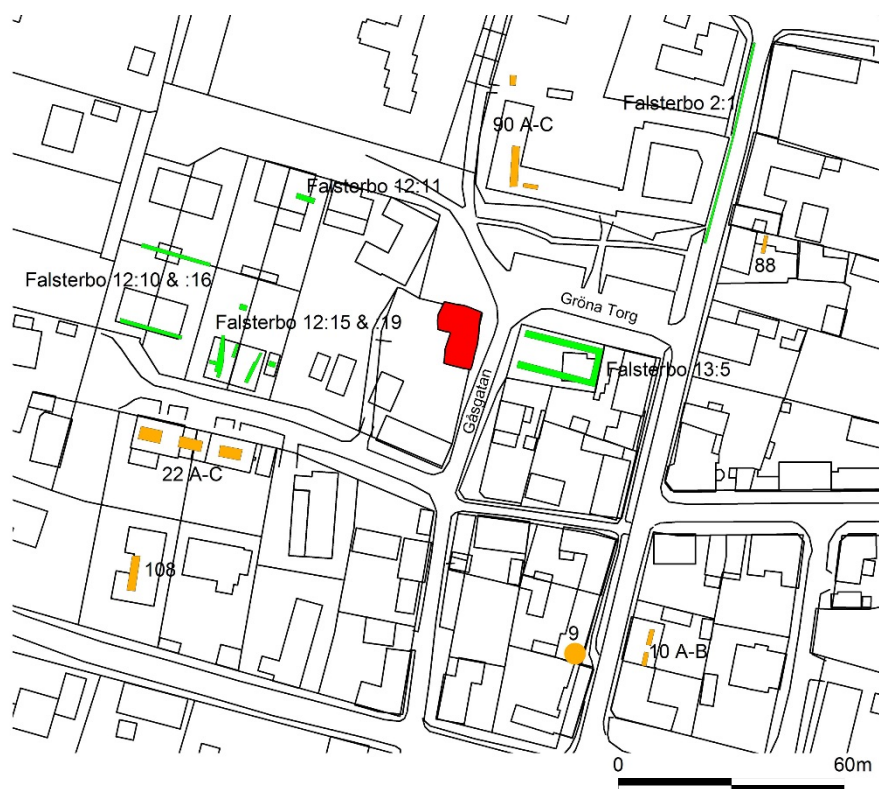 Falsterbo 2:1
90 A-C
Falsterbo 12:11
88
Falsterbo 12:10 & :16
Gröna Torg
Falsterbo 12:15 & :19
Falsterbo 13:5
Gåsgatan
22 A-C
108
9
10 A-B
0 60m